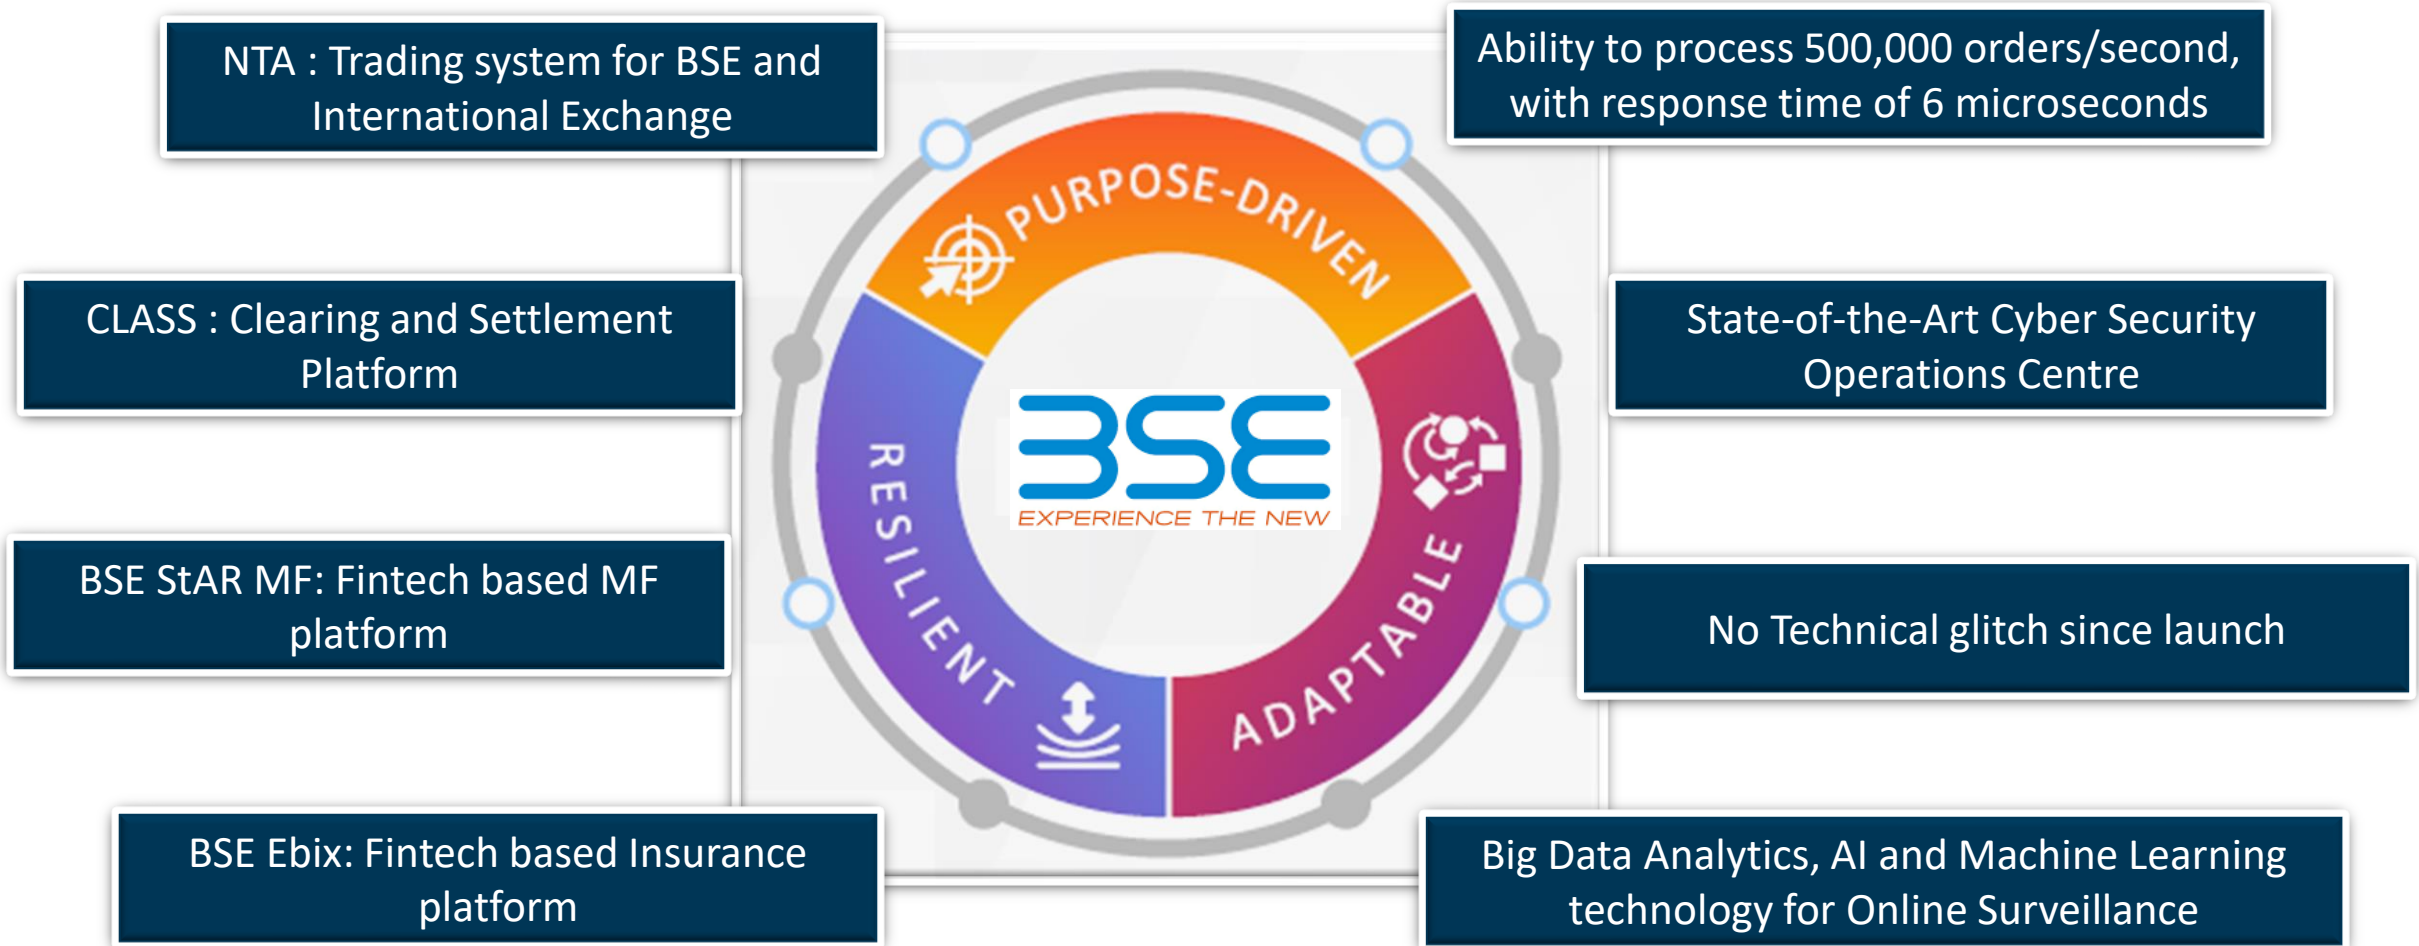 NTA : Trading system for BSE and
International Exchange
Ability to process 500,000 orders/second,
with response time of 6 microseconds
CLASS : Clearing and Settlement
Platform
State-of-the-Art Cyber Security
Operations Centre
BSE StAR MF: Fintech based MF
platform
No Technical glitch since launch
BSE Ebix: Fintech based Insurance
platform
Big Data Analytics, AI and Machine Learning
technology for Online Surveillance
PURPOSE-DRIVEN
RESILIENT
ADAPTABLE
BSE
EXPERIENCE THE NEW